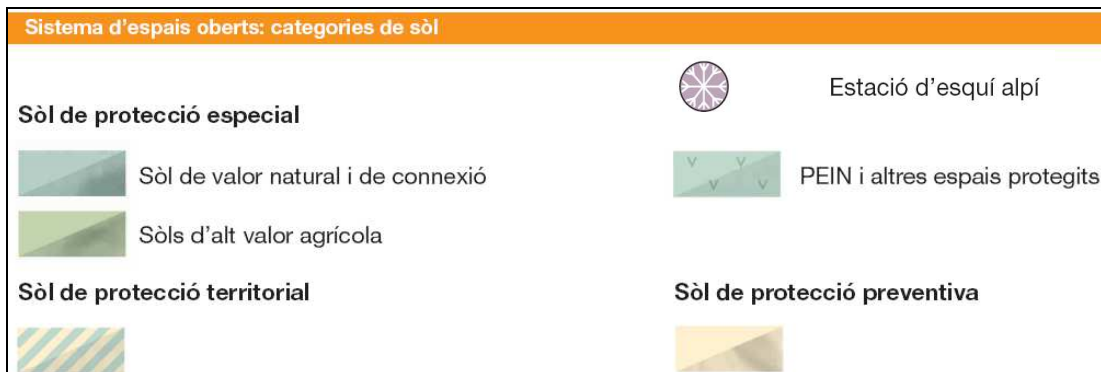 Sistema d'espais oberts: categories de sòl
Estació d'esquí alpí
Sòl de protecció especial
Sòl de valor natural i de connexió
PEIN i altres espais protegits
Sòls d'alt valor agrícola
Sòl de protecció territorial
Sòl de protecció preventiva